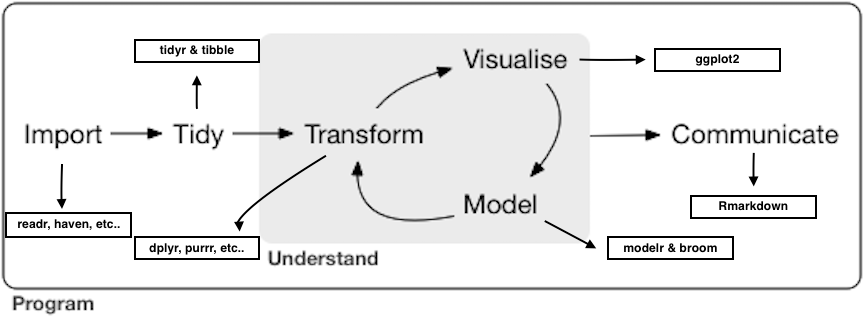 tidyr & tibble
Visualise
ggplot2
Import
Tidy
Transform
Communicate
Model
Rmarkdown
readr, haven, etc..
dplyr, purrr, etc..
modelr & broom
Understand
Program